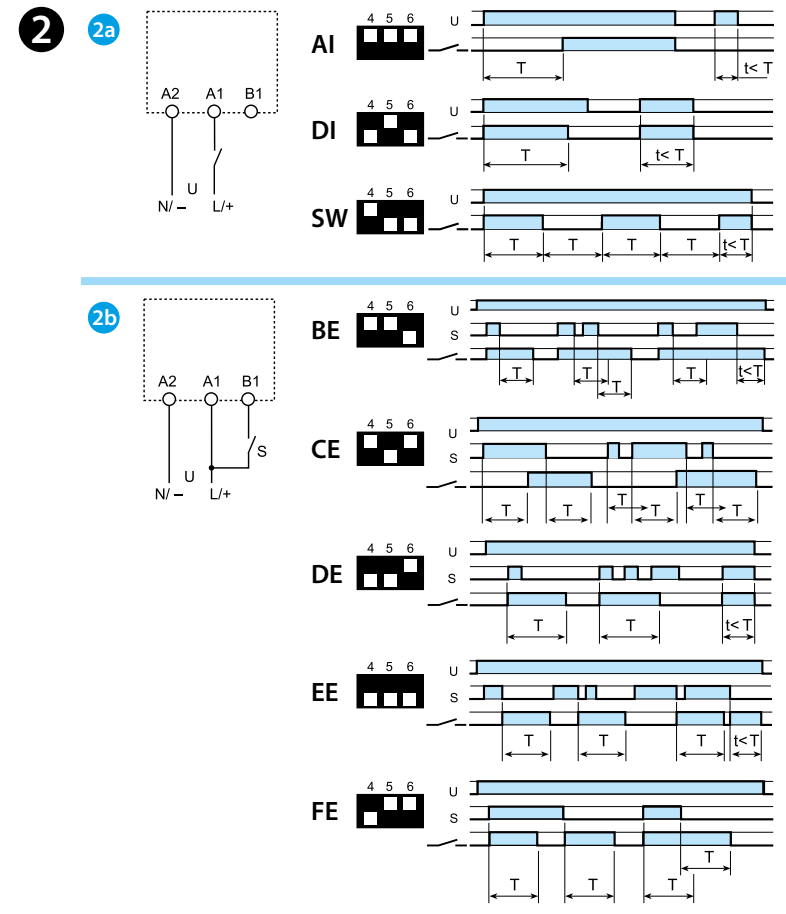 2
2a
A2 A1 B1
U
N/ – L/+
AI
4 5 6
U
T
t< T
DI
4 5 6
U
T
t< T
SW
4 5 6
U
T T T T t< T
2b
A2 A1 B1
S
U
N/ – L/+
BE
4 5 6
U
S
T T T t<T
T
CE
4 5 6
U
S
T T
T T T T
DE
4 5 6
U
S
T T t< T
EE
4 5 6
U
S
T T T t< T
FE
4 5 6
U
S
T
T T T